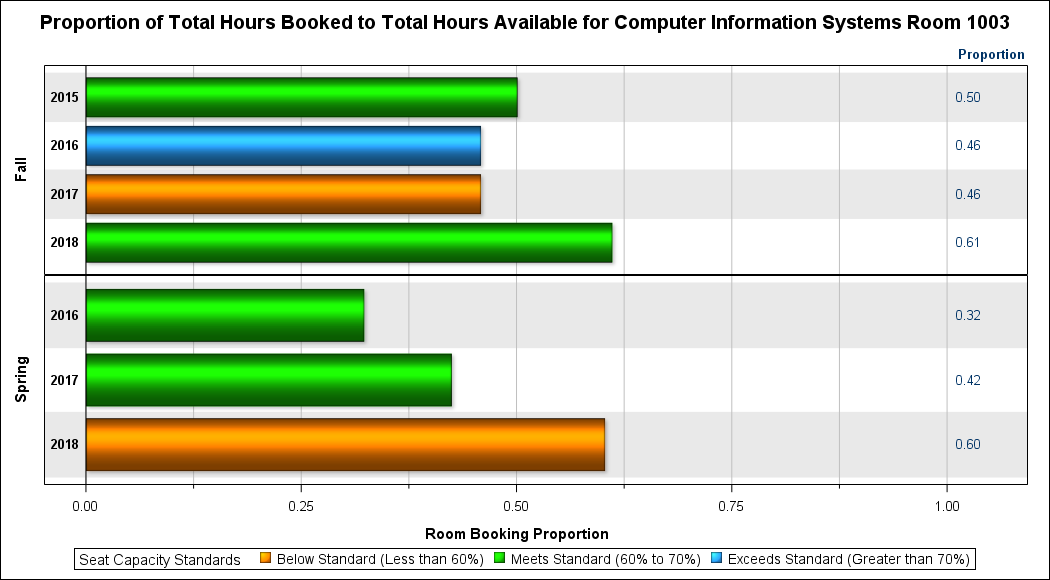 Proportion of Total Hours Booked to Total Hours Available for Computer Information Systems Room 1003
Proportion
Fall
2015 0.50
2016 0.46
2017 0.46
2018 0.61
Spring
2016 0.32
2017 0.42
2018 0.60
0.00 0.25 0.50 0.75 1.00
Room Booking Proportion
Seat Capacity Standards Below Standard (Less than 60%) Meets Standard (60% to 70%) Exceeds Standard (Greater than 70%)